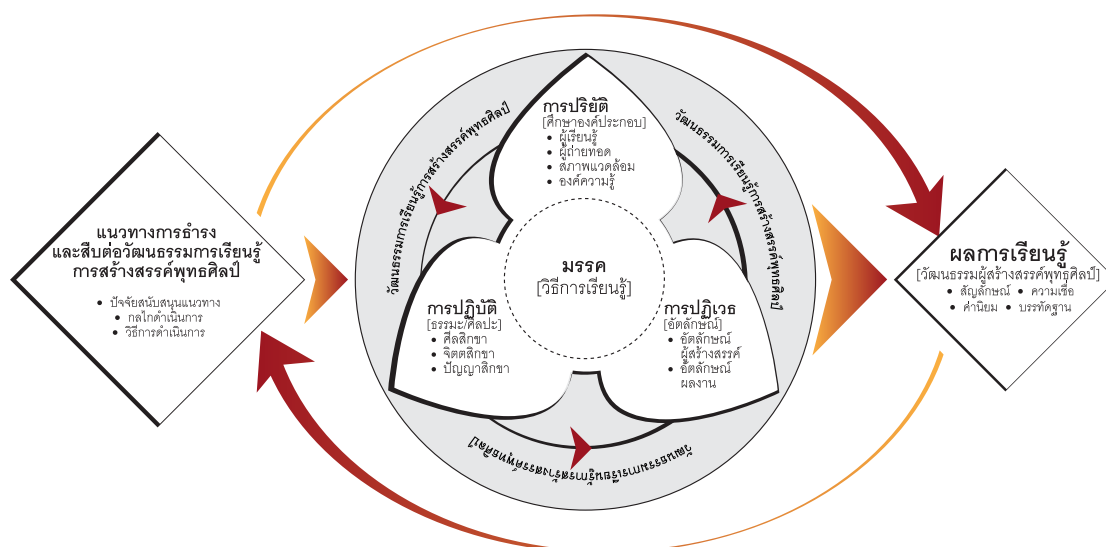 แนวทางการธำรง
และสืบต่อวัฒนธรรมการเรียนรู้
การสร้างสรรค์พุทธศิลป์
• ปัจจัยสนับสนุนแนวทาง
• กลไกดำเนินการ
• วิธีการดำเนินการ
วัฒนธรรมการเรียนรู้การสร้างสรรค์พุทธศิลป์
การปริยัติ
[ศึกษาองค์ประกอบ]
• ผู้เรียนรู้
• ผู้ถ่ายทอด
• สภาพแวดล้อม
• องค์ความรู้
วัฒนธรรมการเรียนรู้การสร้างสรรค์พุทธศิลป์
มรรค
[วิธีการเรียนรู้]
การปฏิบัติ
[ธรรมะ/ศิลปะ]
• ศีลสิกขา
• จิตตสิกขา
• ปัญญาสิกขา
การปฏิเวธ
[อัตลักษณ์]
• อัตลักษณ์
ผู้สร้างสรรค์
• อัตลักษณ์
ผลงาน
วัฒนธรรมการเรียนรู้การสร้างสรรค์พุทธศิลป์
ผลการเรียนรู้
[วัฒนธรรมผู้สร้างสรรค์พุทธศิลป์]
• สัญลักษณ์ • ความเชื่อ
• ค่านิยม • บรรทัดฐาน